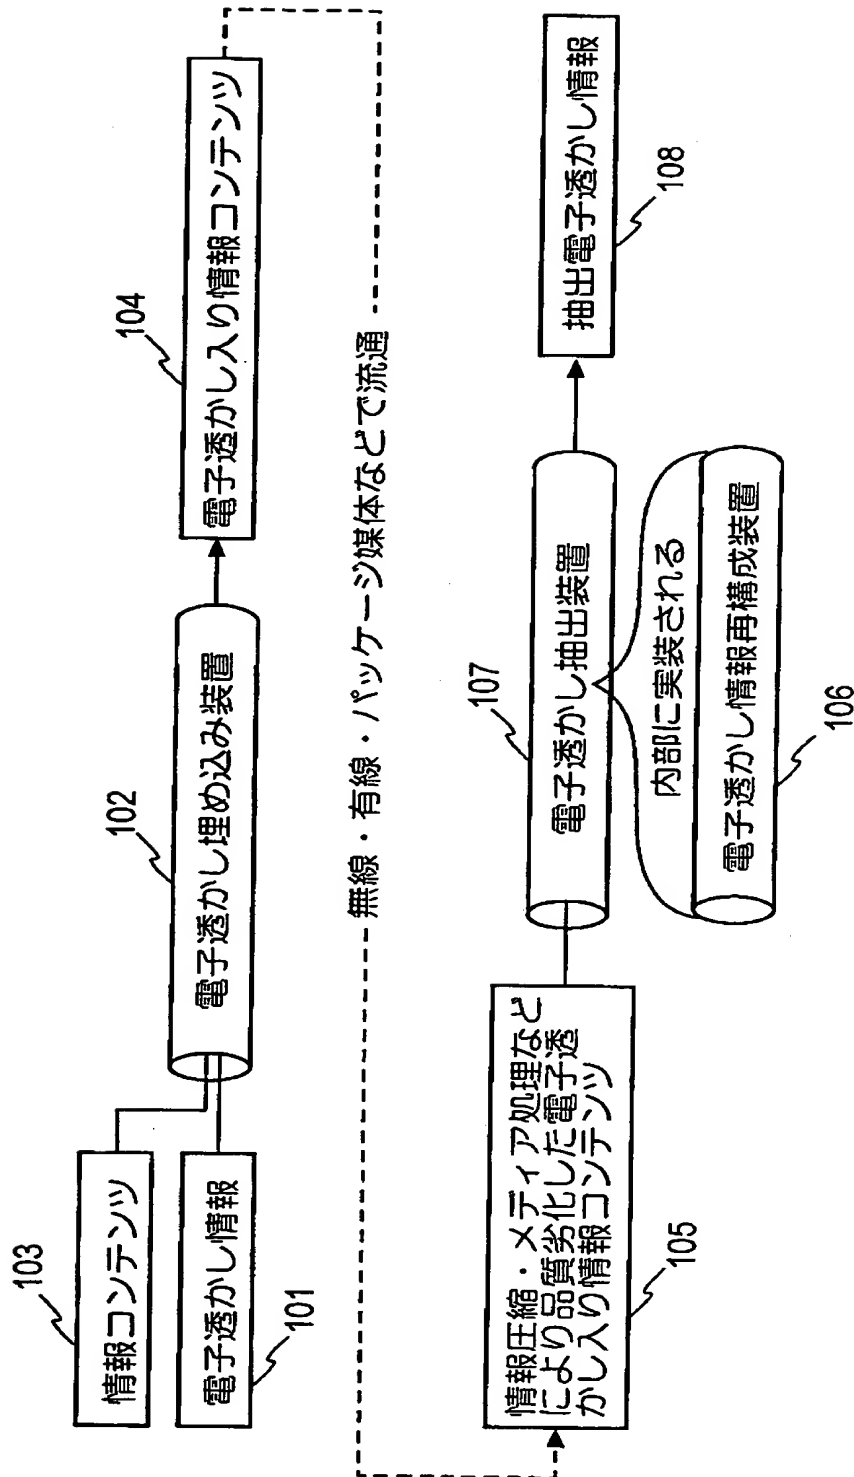 103
情報コンテンツ
電子透かし情報
101
102
電子透かし埋め込み装置
104
電子透かし入り情報コンテンツ
無線・有線・パッケージ媒体などで流通
情報圧縮・メディア処理など
により品質劣化した電子透
かし入り情報コンテンツ
105
107
電子透かし抽出装置
内部に実装される
電子透かし情報再構成装置
106
抽出電子透かし情報
108